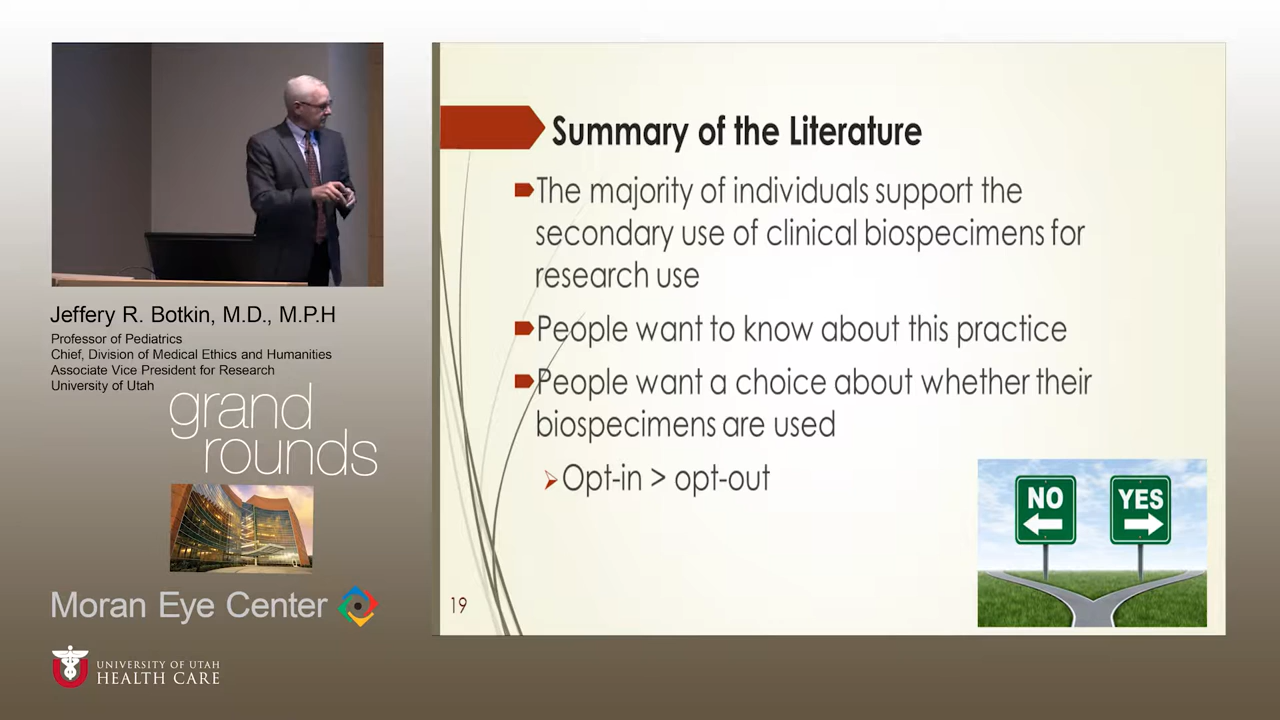 Jeffery R. Botkin, M.D., M.P.H
Professor of Pediatrics
Chief, Division of Medical Ethics and Humanities
Associate Vice President for Research
University of Utah
grand
rounds
Moran Eye Center
UNIVERSITY OF UTAH
HEALTH CARE
Summary of the Literature
The majority of individuals support the
secondary use of clinical biospecimens for
research use
People want to know about this practice
People want a choice about whether their
biospecimens are used
Opt-in > opt-out
NO
YES
19